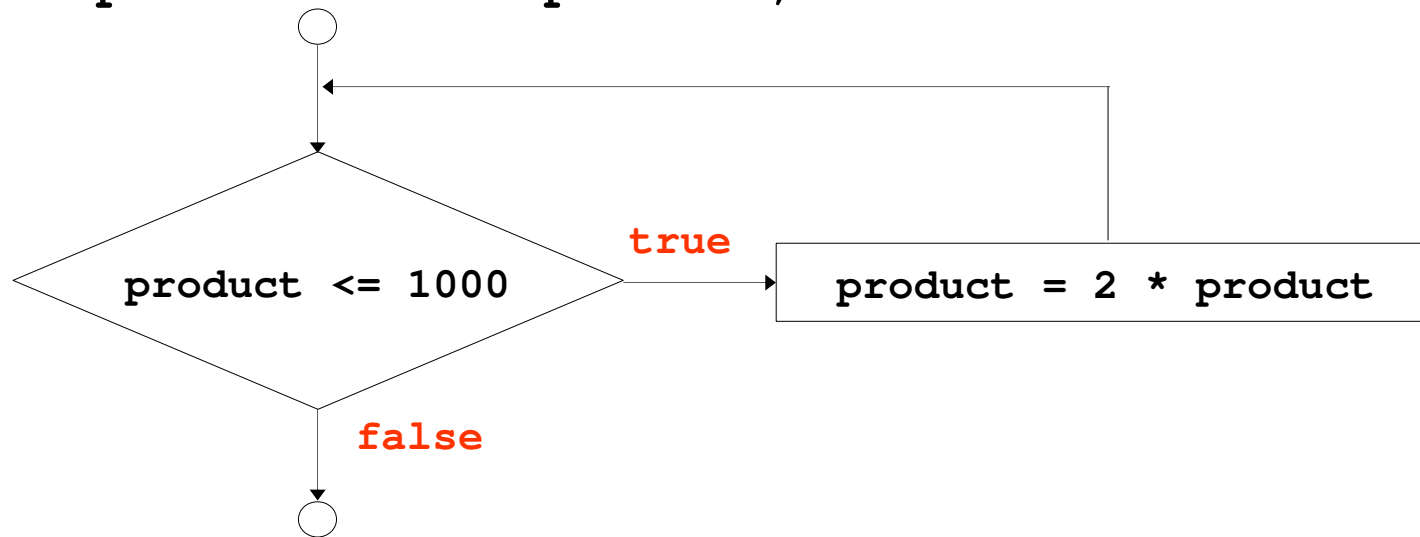 true
product <= 1000
product = 2 * product
false